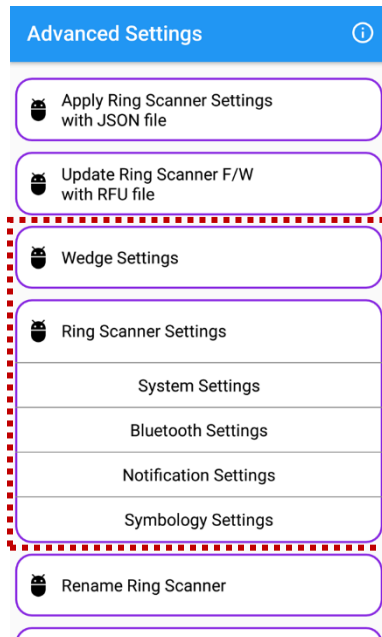 Advanced Settings
Apply Ring Scanner Settings
with JSON file
Update Ring Scanner F/W
with RFU file
Wedge Settings
Ring Scanner Settings
System Settings
Bluetooth Settings
Notification Settings
Symbology Settings
Rename Ring Scanner